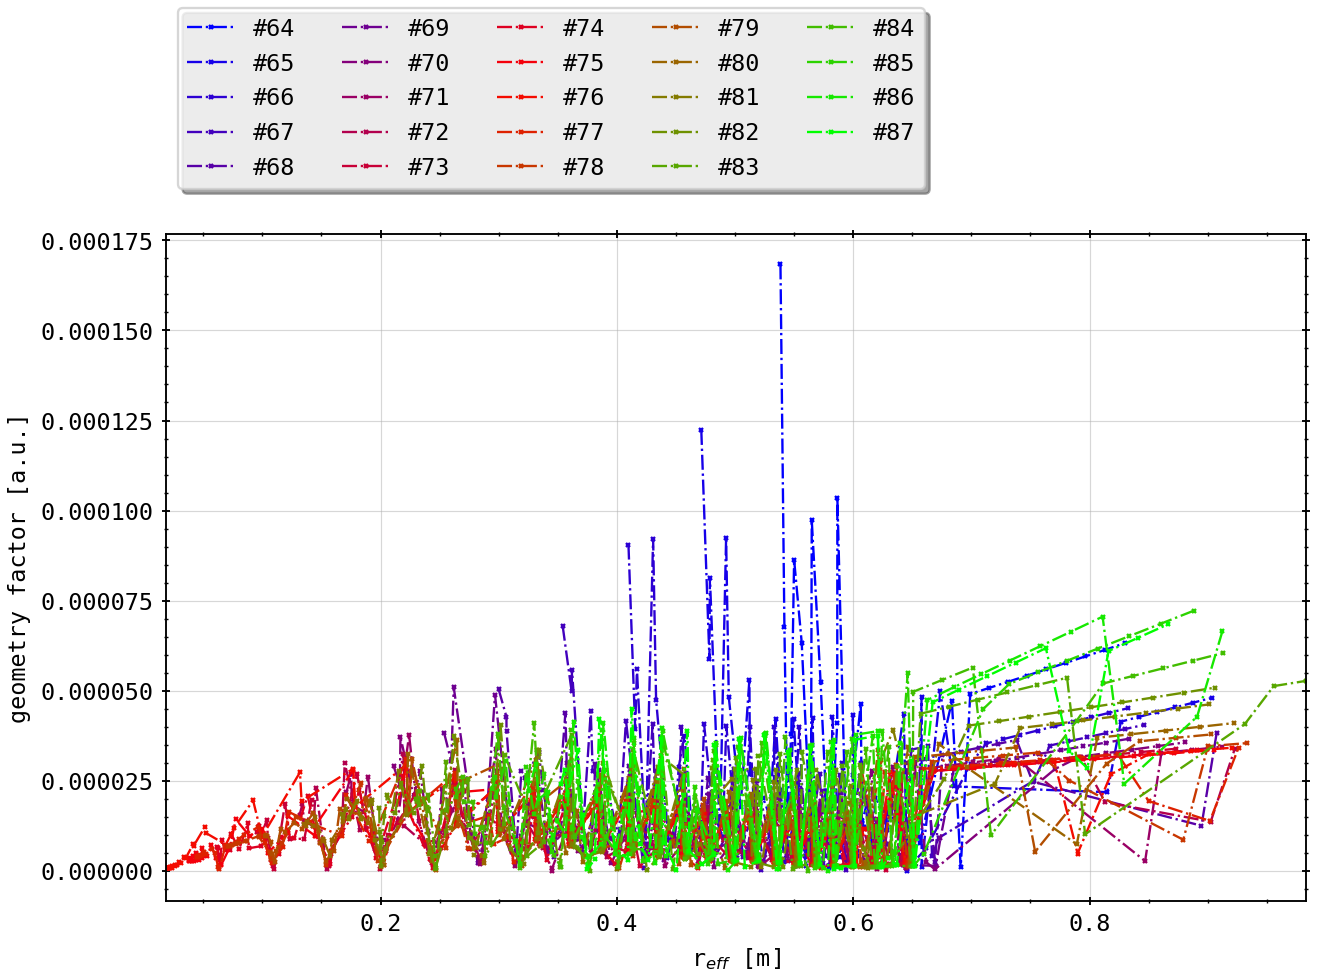 #64 #69 #74 #79 #84
#65 #70 #75 #80 #85
#66 #71 #76 #81 #86
#67 #72 #77 #82 #87
#68 #73 #78 #83
0.000175
0.000150
0.000125
0.000100
0.000075
0.000050
0.000025
0.000000
geometry factor [a.u.]
0.2 0.4 0.6 0.8
r_eff [m]